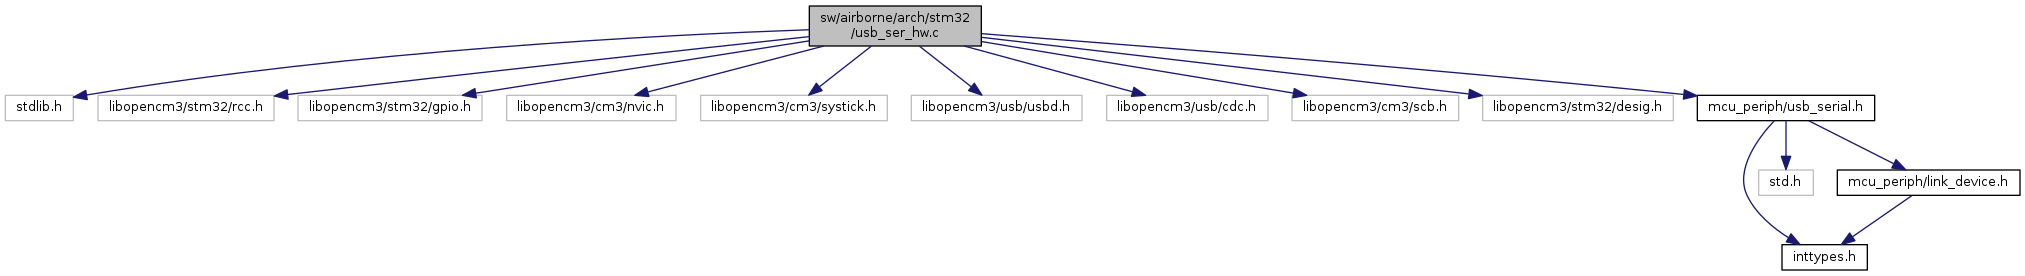 sw/airborne/arch/stm32
/usb_ser_hw.c
stdlib.h
libopencm3/stm32/rcc.h
libopencm3/stm32/gpio.h
libopencm3/cm3/nvic.h
libopencm3/cm3/systick.h
libopencm3/usb/usbd.h
libopencm3/usb/cdc.h
libopencm3/cm3/scb.h
libopencm3/stm32/desig.h
mcu_periph/usb_serial.h
std.h
mcu_periph/link_device.h
inttypes.h